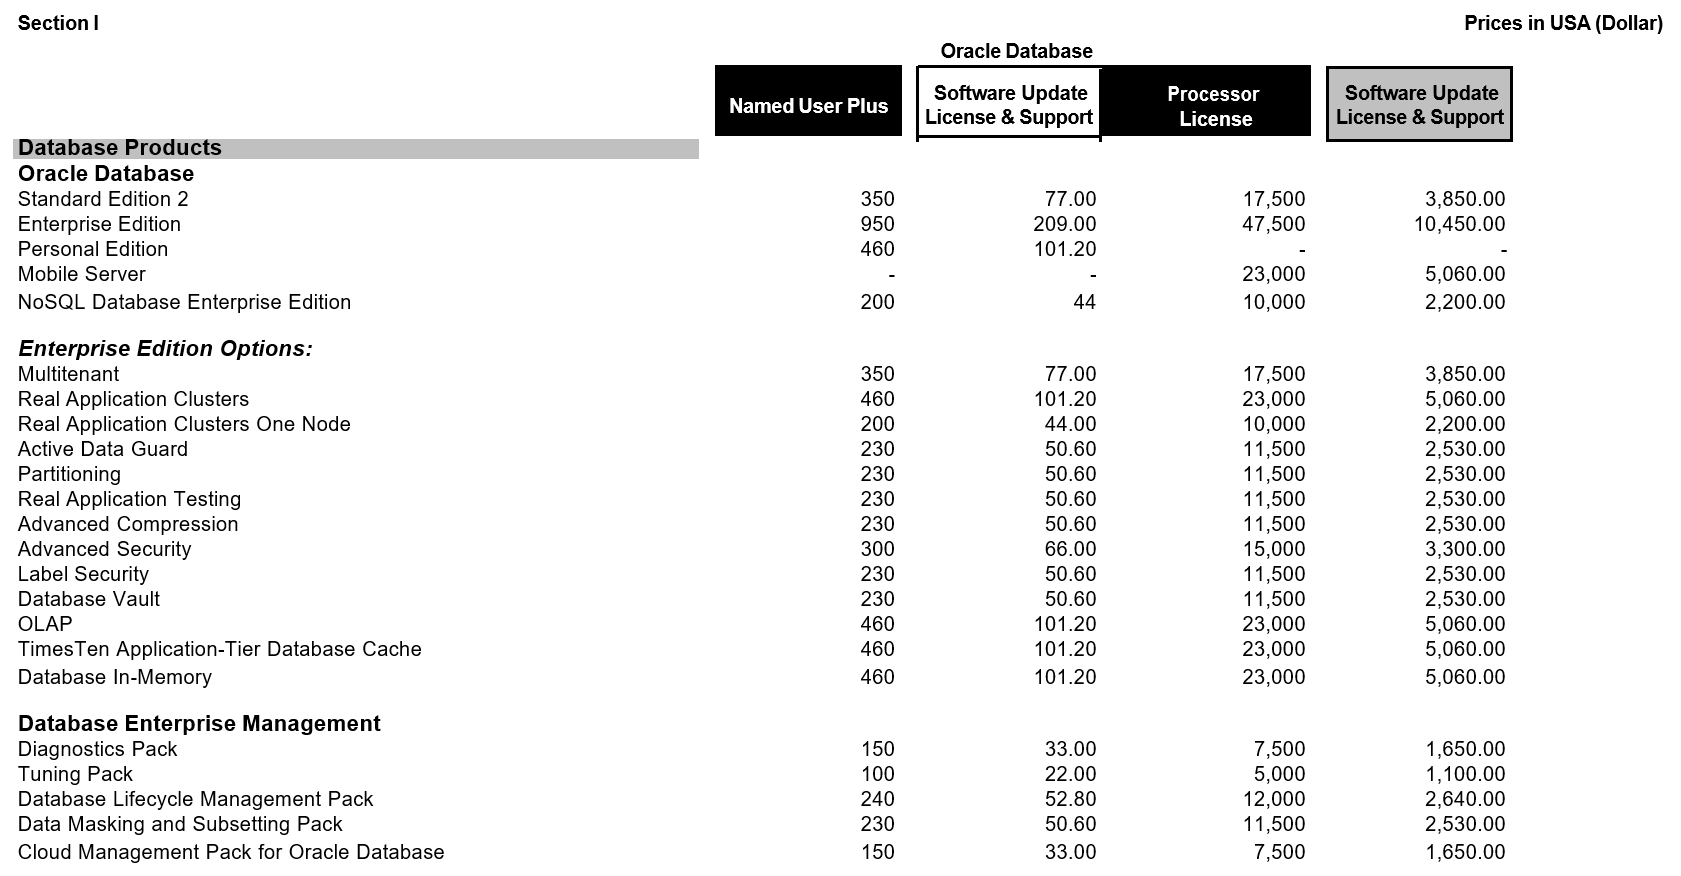 Section I Prices in USA (Dollar)
Oracle Database
Named User Plus Software Update License & Support Processor License Software Update License & Support
Database Products
Oracle Database
Standard Edition 2 350 77.00 17,500 3,850.00
Enterprise Edition 950 209.00 47,500 10,450.00
Personal Edition 460 101.20 - -
Mobile Server - - 23,000 5,060.00
NoSQL Database Enterprise Edition 200 44 10,000 2,200.00
Enterprise Edition Options:
Multitenant 350 77.00 17,500 3,850.00
Real Application Clusters 460 101.20 23,000 5,060.00
Real Application Clusters One Node 200 44.00 10,000 2,200.00
Active Data Guard 230 50.60 11,500 2,530.00
Partitioning 230 50.60 11,500 2,530.00
Real Application Testing 230 50.60 11,500 2,530.00
Advanced Compression 230 50.60 11,500 2,530.00
Advanced Security 300 66.00 15,000 3,300.00
Label Security 230 50.60 11,500 2,530.00
Database Vault 230 50.60 11,500 2,530.00
OLAP 460 101.20 23,000 5,060.00
TimesTen Application-Tier Database Cache 460 101.20 23,000 5,060.00
Database In-Memory 460 101.20 23,000 5,060.00
Database Enterprise Management
Diagnostics Pack 150 33.00 7,500 1,650.00
Tuning Pack 100 22.00 5,000 1,100.00
Database Lifecycle Management Pack 240 52.80 12,000 2,640.00
Data Masking and Subsetting Pack 230 50.60 11,500 2,530.00
Cloud Management Pack for Oracle Database 150 33.00 7,500 1,650.00